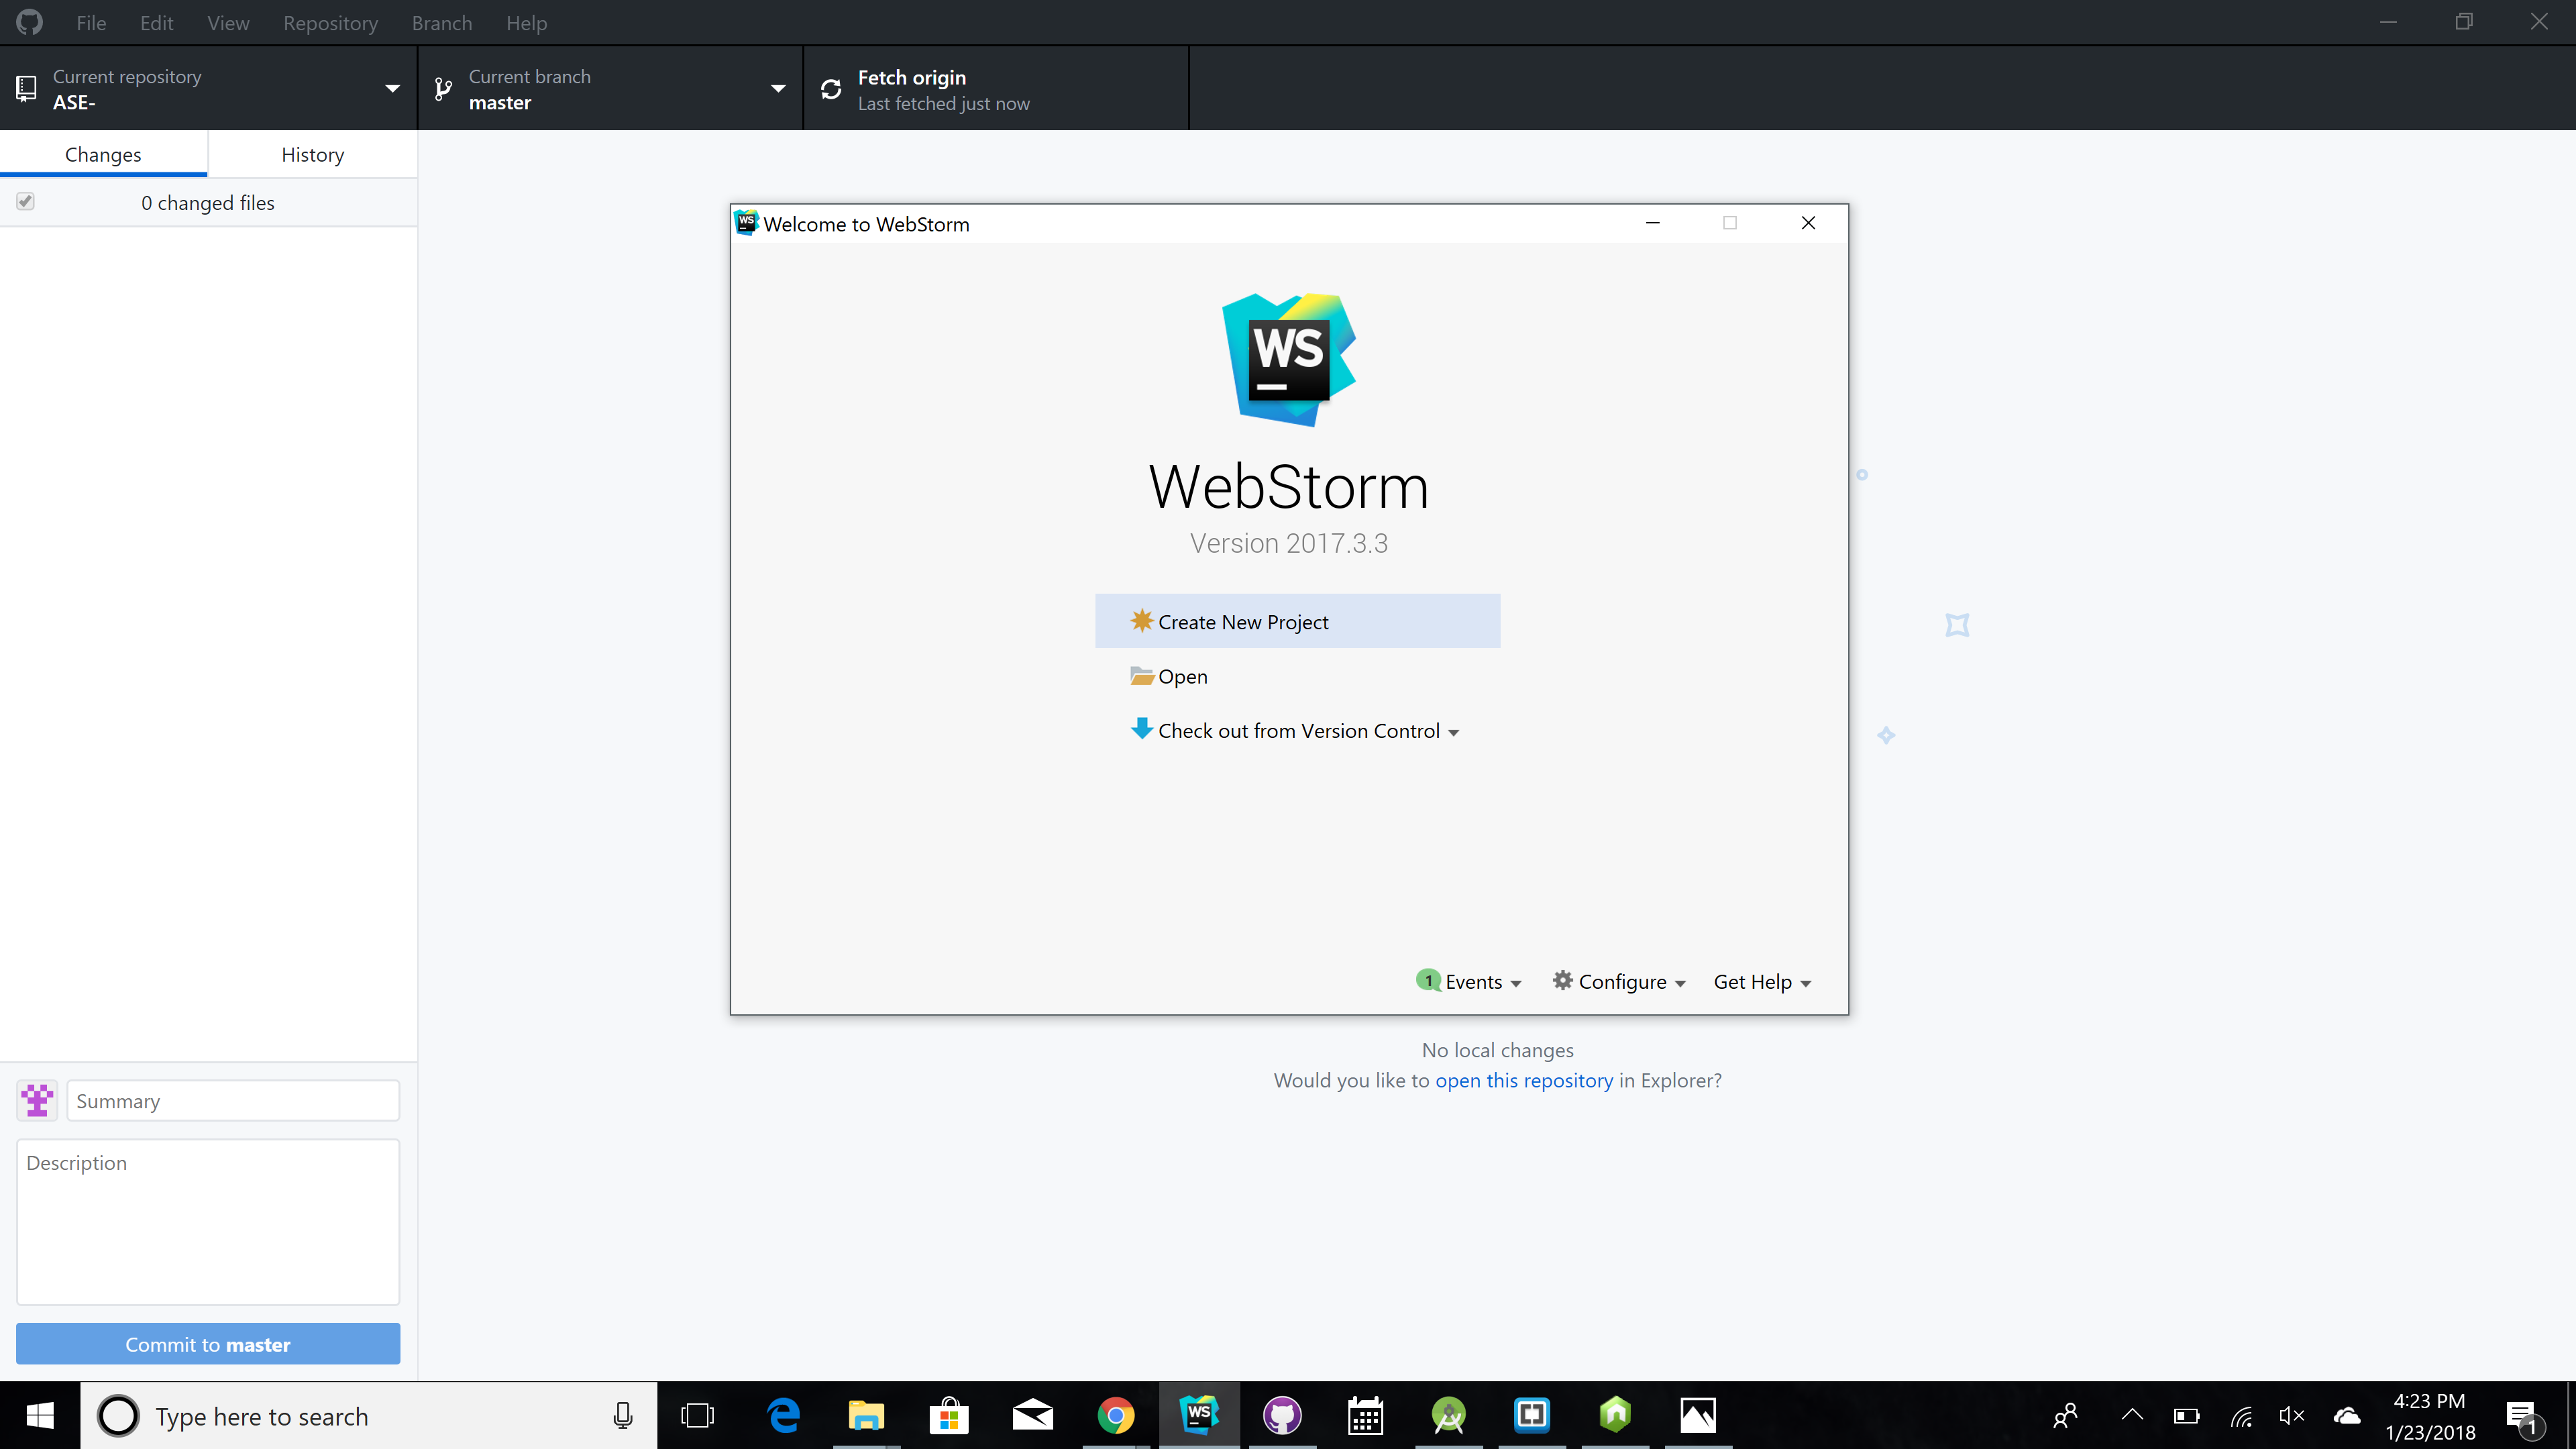 File Edit View Repository Branch Help
Current repository
ASE-
Current branch
master
Fetch origin
Last fetched just now
Changes
History
0 changed files
WS Welcome to WebStorm
WS
WebStorm
Version 2017.3.3
Create New Project
Open
Check out from Version Control
1 Events Configure Get Help
No local changes
Would you like to open this repository in Explorer?
Summary
Description
Commit to master
Type here to search
WS
4:23 PM
1/23/2018
1